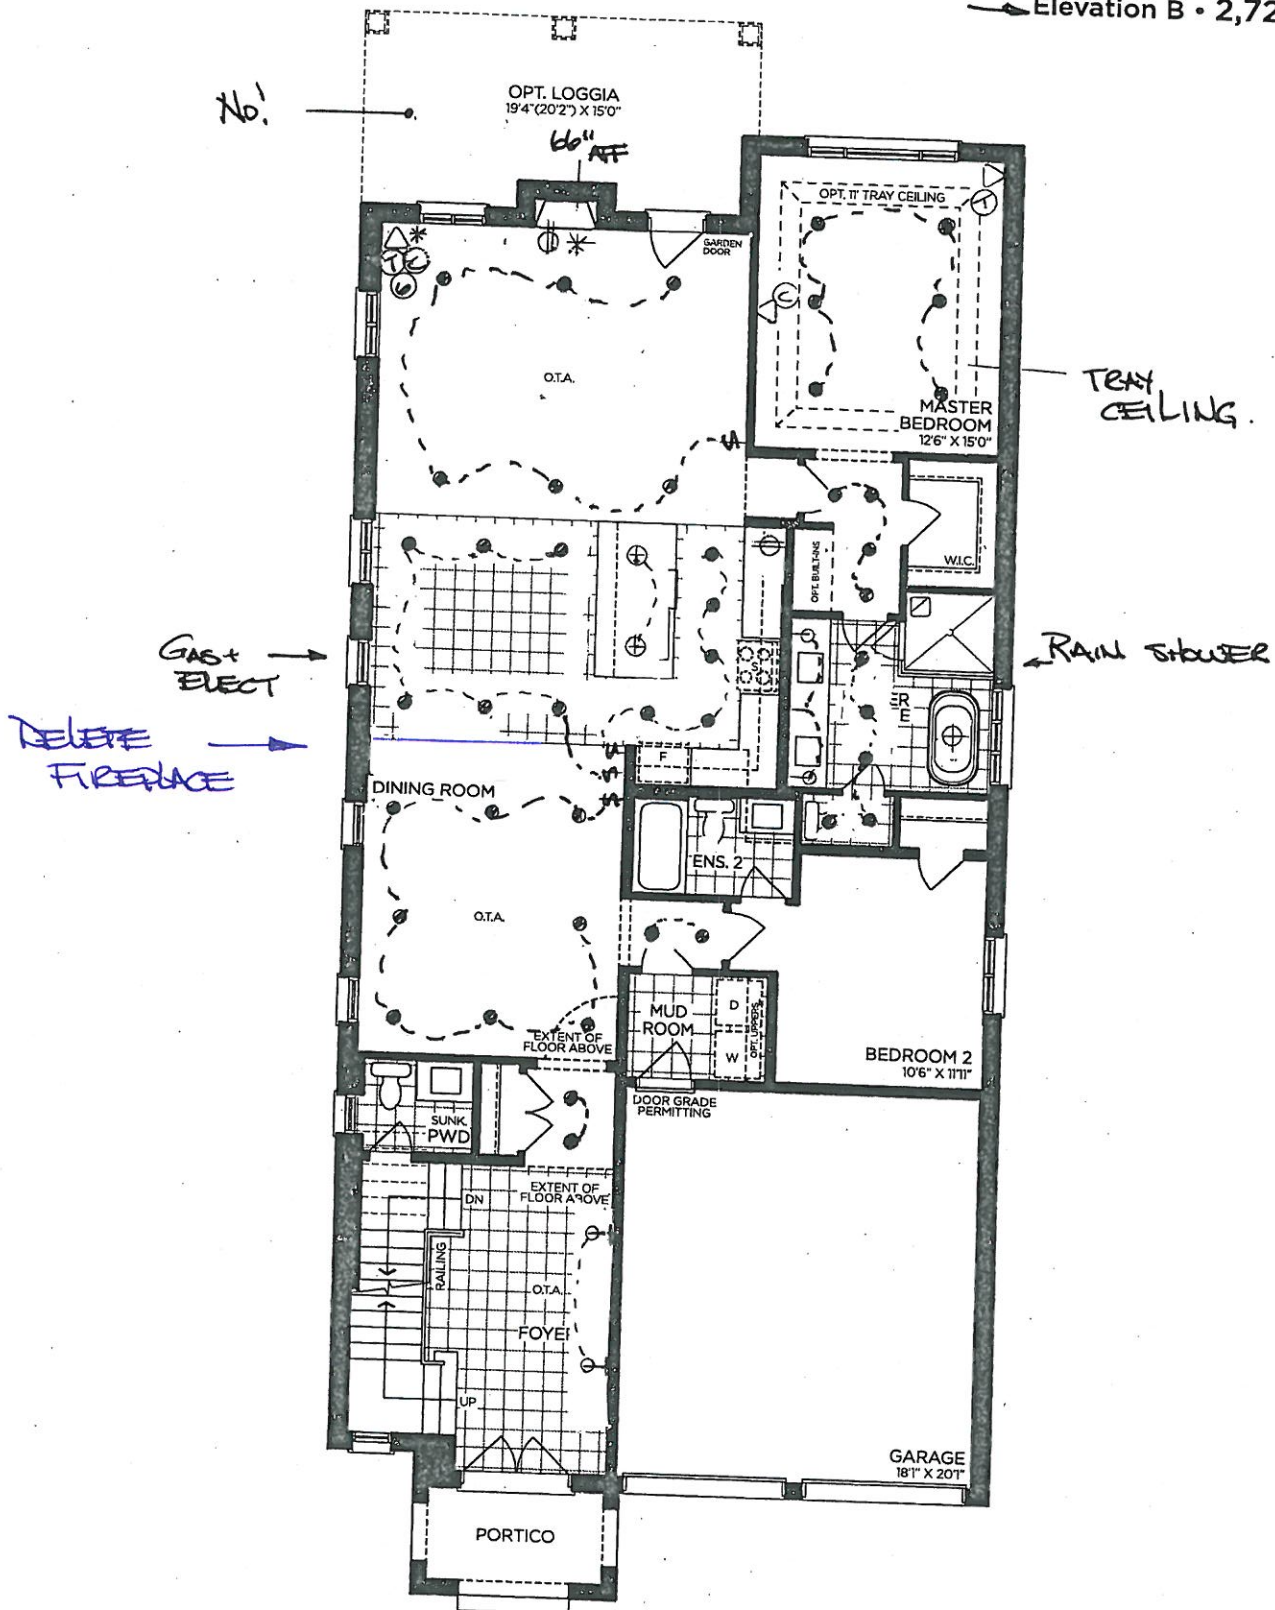 Elevation B • 2,72
No!
OPT. LOGGIA
19'4"(20'2") X 15'0"
66" AFF
OPT. 11' TRAY CEILING
T
GARDEN
DOOR
T C
6
C
O.T.A.
TRAY
CEILING.
MASTER
BEDROOM
12'6" X 15'0"
OPT. BUILT-INS
W.I.C.
GAS +
ELECT
RAIN SHOWER
S
ER
E
DELETE
FIREPLACE
F
DINING ROOM
ENS. 2
O.T.A.
MUD
ROOM
D
W
OPT. UPPERS
EXTENT OF
FLOOR ABOVE
BEDROOM 2
10'6" X 11'11"
DOOR GRADE
PERMITTING
SUNK.
PWD
EXTENT OF
FLOOR ABOVE
DN
RAILING
O.T.A.
FOYE
UP
GARAGE
18'1" X 20'1"
PORTICO